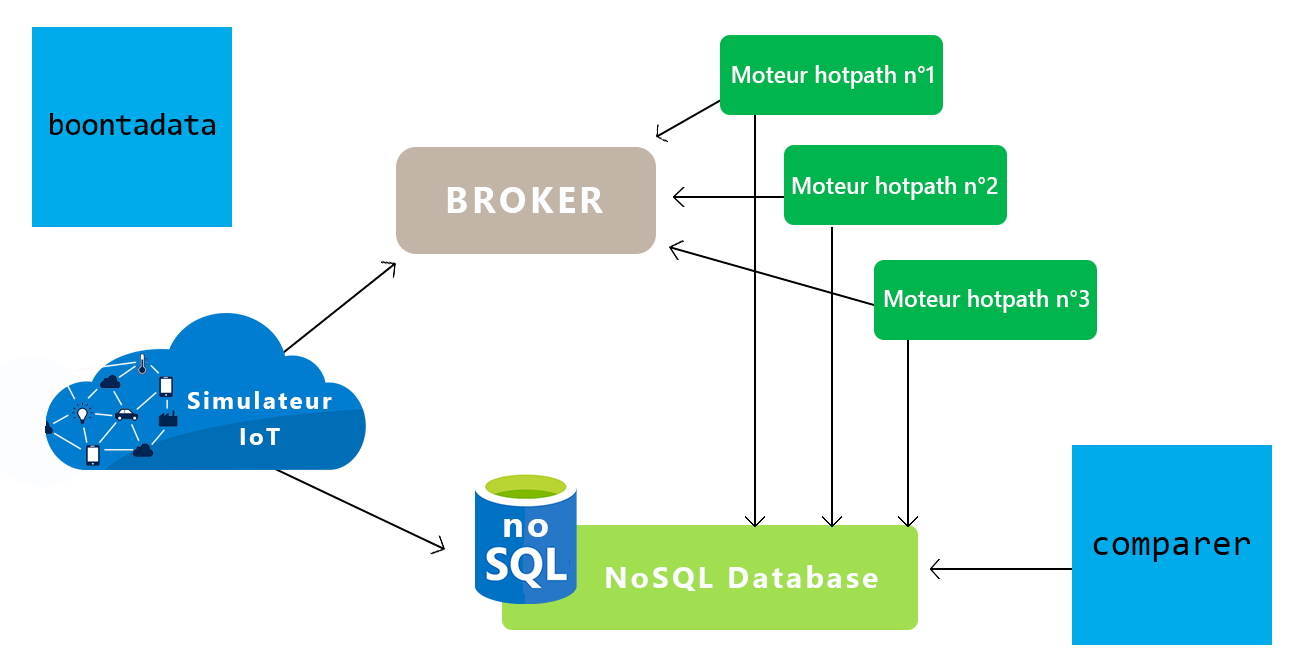 boontadata
Moteur hotpath n°1
BROKER
Moteur hotpath n°2
Moteur hotpath n°3
Simulateur
IoT
no
SQL
NoSQL Database
comparer